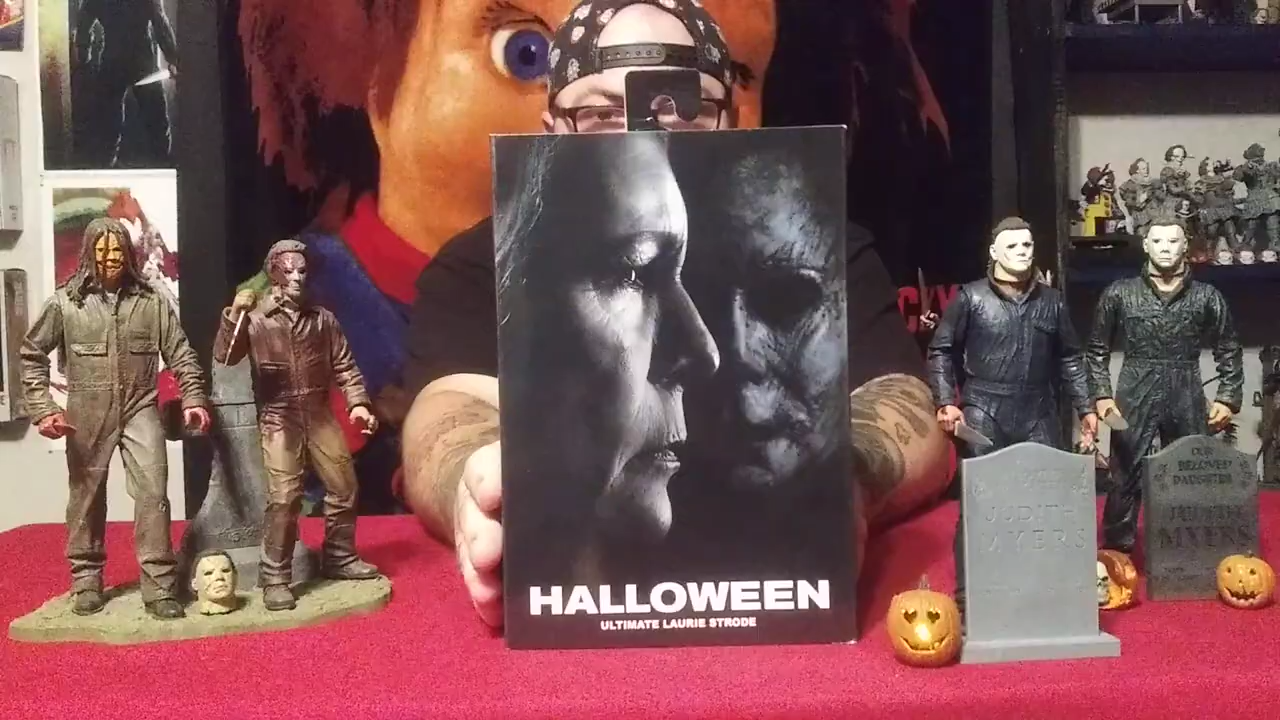 HALLOWEEN
ULTIMATE LAURIE STRODE
JUDITH
MYERS
OUR
BELOVED
DAUGHTER
JUDITH
MYERS